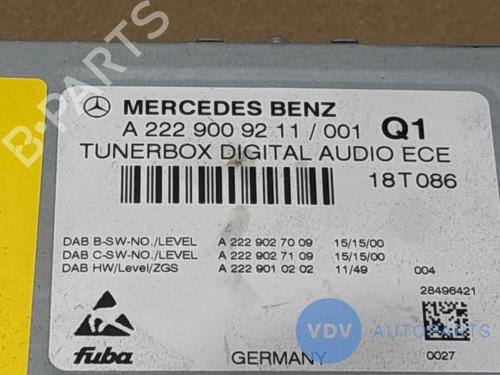 B-PARTS
MERCEDES BENZ
A 222 900 92 11 / 001 Q1
TUNERBOX DIGITAL AUDIO ECE
18T086
DAB B-SW-NO./LEVEL A 222 902 70 09 15/15/00
DAB C-SW-NO./LEVEL A 222 902 71 09 15/15/00
DAB HW/Level/ZGS A 222 901 02 02 11/49 004
28496421
VDV AUTOPARTS
fuba GERMANY 0027